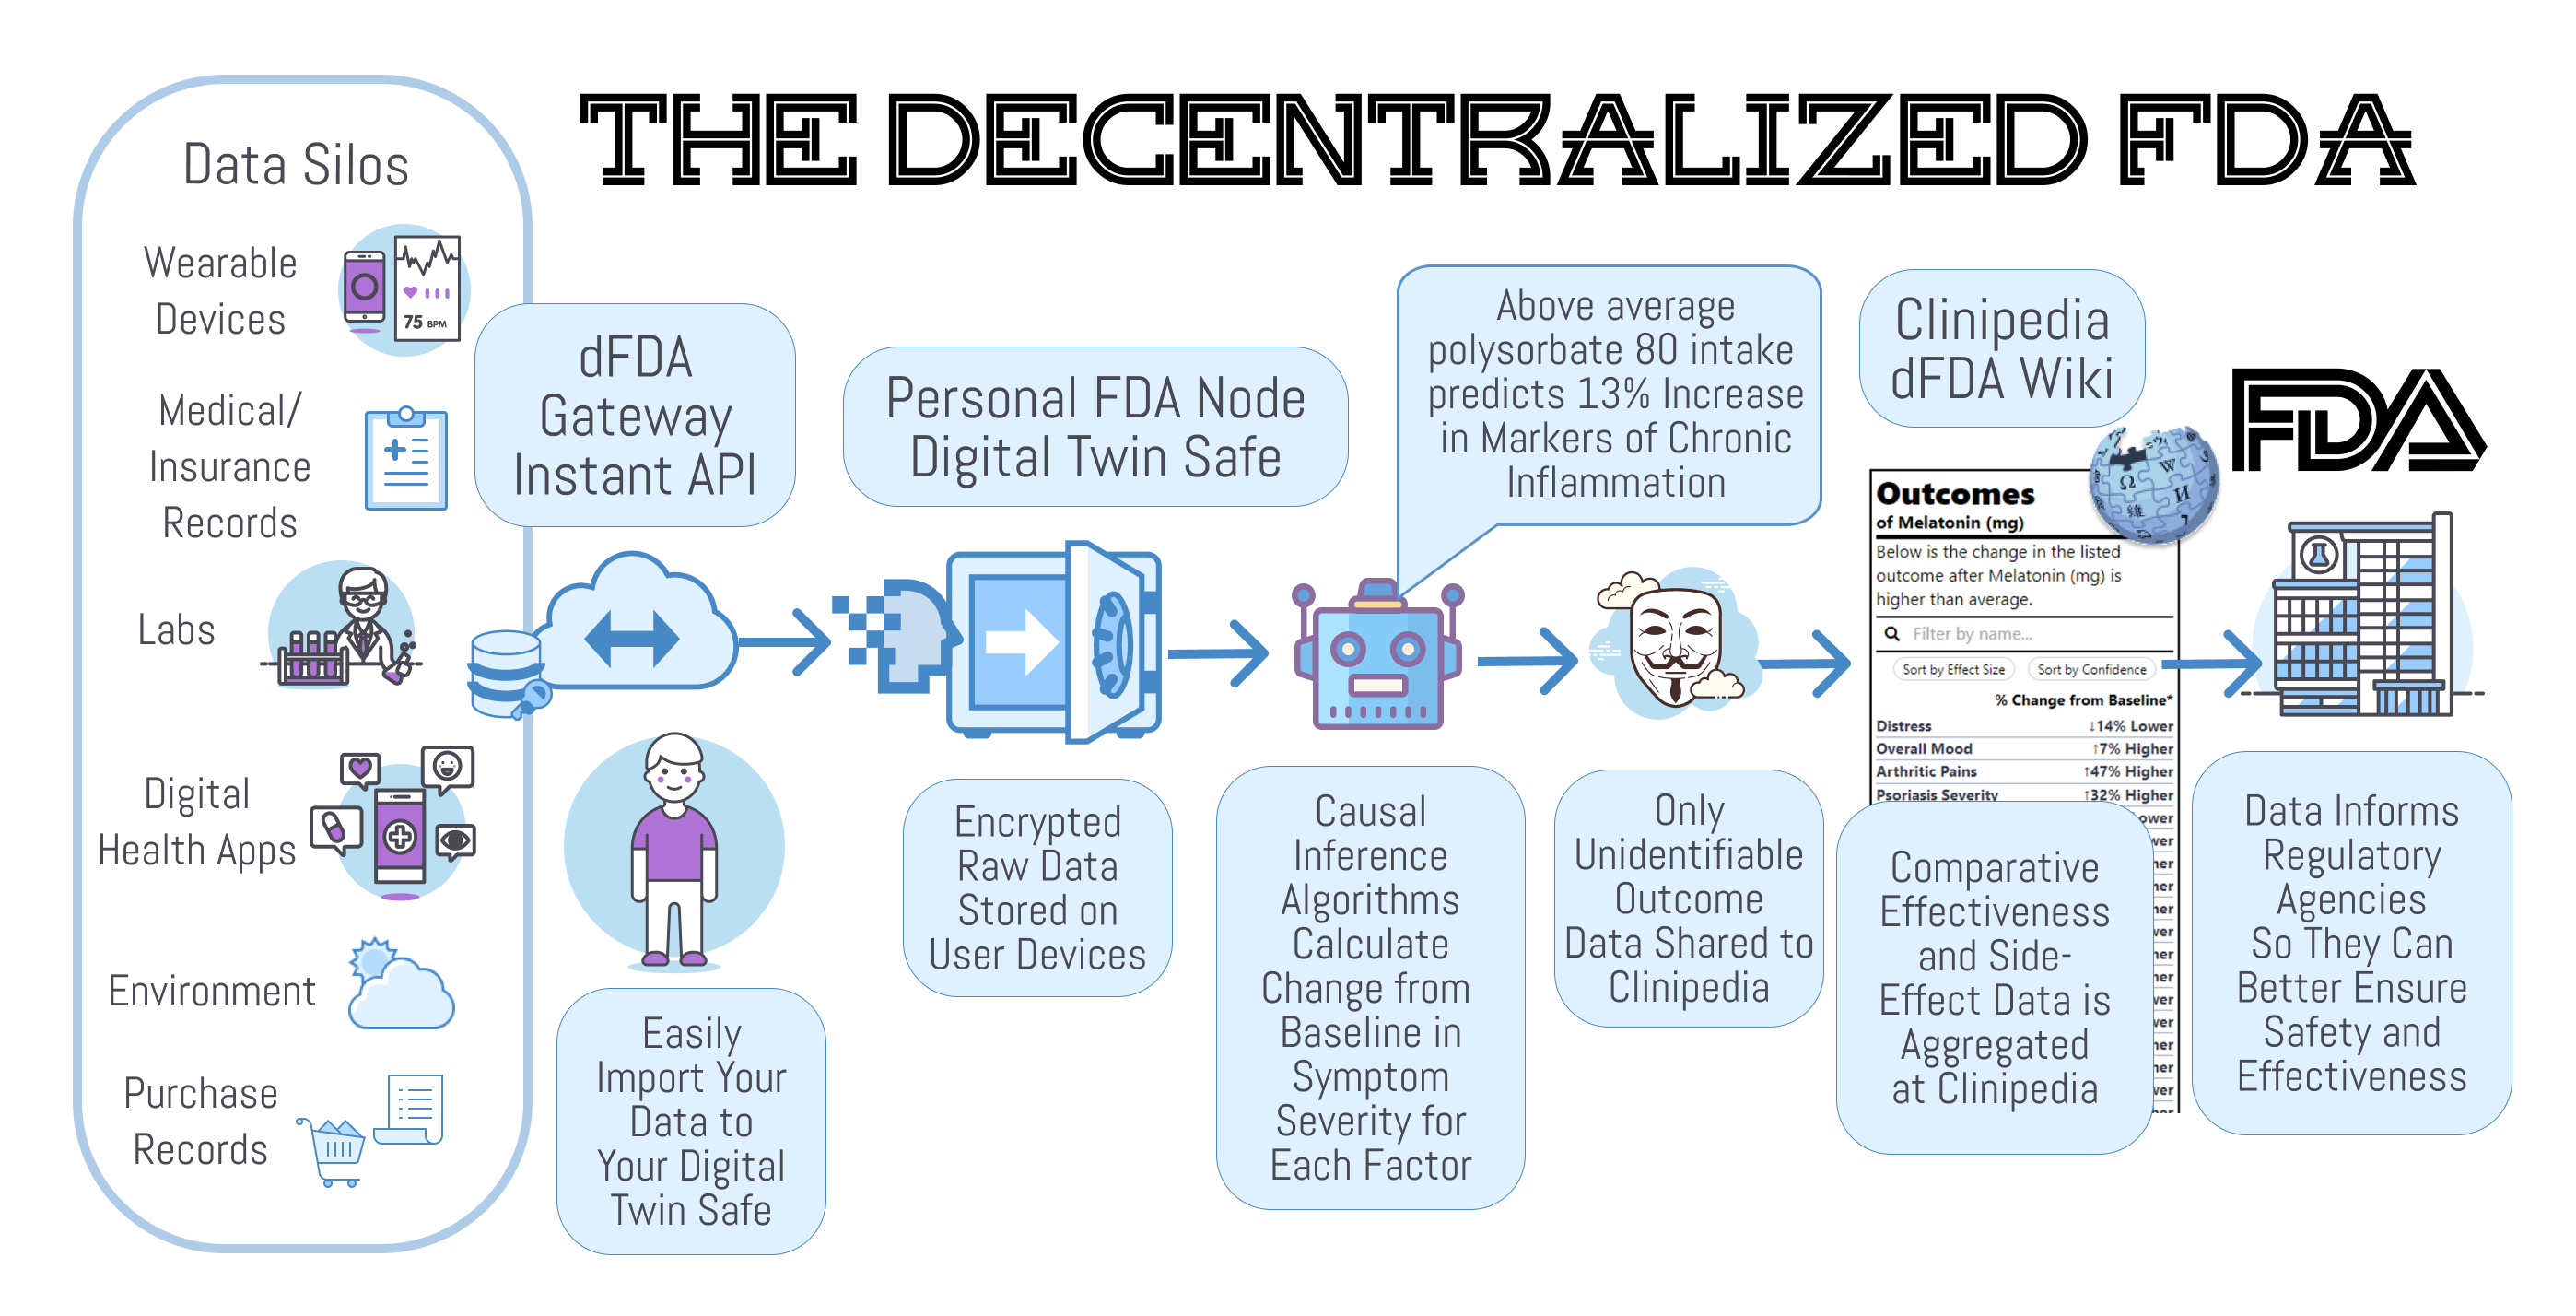 THE DECENTRALIZED FDA
Data Silos
Wearable
Devices
75 BPM
Medical/
Insurance
Records
Labs
Digital
Health Apps
Environment
Purchase
Records
dFDA
Gateway
Instant API
Easily
Import Your
Data to
Your Digital
Twin Safe
Personal FDA Node
Digital Twin Safe
Encrypted
Raw Data
Stored on
User Devices
Above average
polysorbate 80 intake
predicts 13% Increase
in Markers of Chronic
Inflammation
Causal
Inference
Algorithms
Calculate
Change from
Baseline in
Symptom
Severity for
Each Factor
Only
Unidentifiable
Outcome
Data Shared to
Clinipedia
Clinipedia
dFDA Wiki
Outcomes
of Melatonin (mg)
Below is the change in the listed
outcome after Melatonin (mg) is
higher than average.
Filter by name...
Sort by Effect Size Sort by Confidence
% Change from Baseline*
Distress ↓14% Lower
Overall Mood ↑7% Higher
Arthritic Pains ↑47% Higher
Psoriasis Severity ↑32% Higher
Comparative
Effectiveness
and Side-
Effect Data is
Aggregated
at Clinipedia
FDA
Data Informs
Regulatory
Agencies
So They Can
Better Ensure
Safety and
Effectiveness